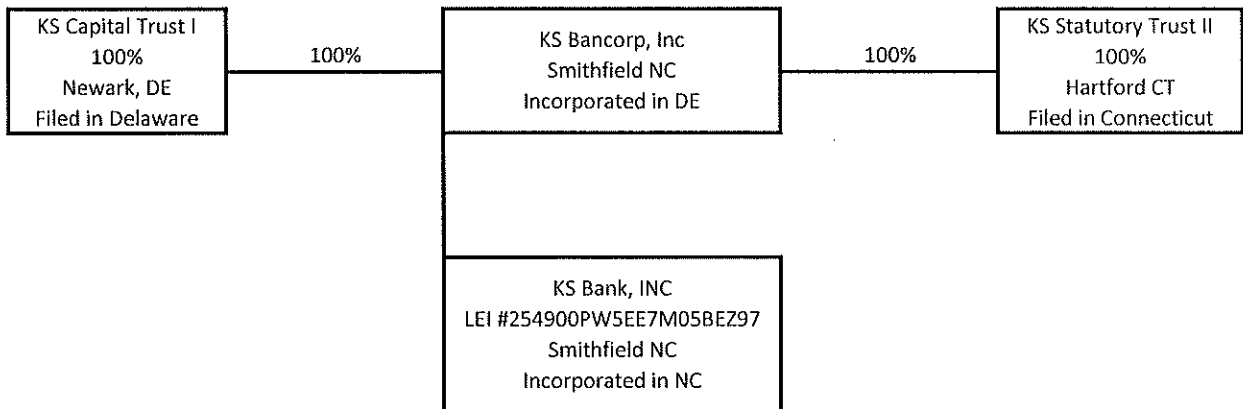 KS Capital Trust I
100%
Newark, DE
Filed in Delaware
100%
KS Bancorp, Inc
Smithfield NC
Incorporated in DE
100%
KS Statutory Trust II
100%
Hartford CT
Filed in Connecticut
KS Bank, INC
LEI #254900PW5EE7M05BEZ97
Smithfield NC
Incorporated in NC